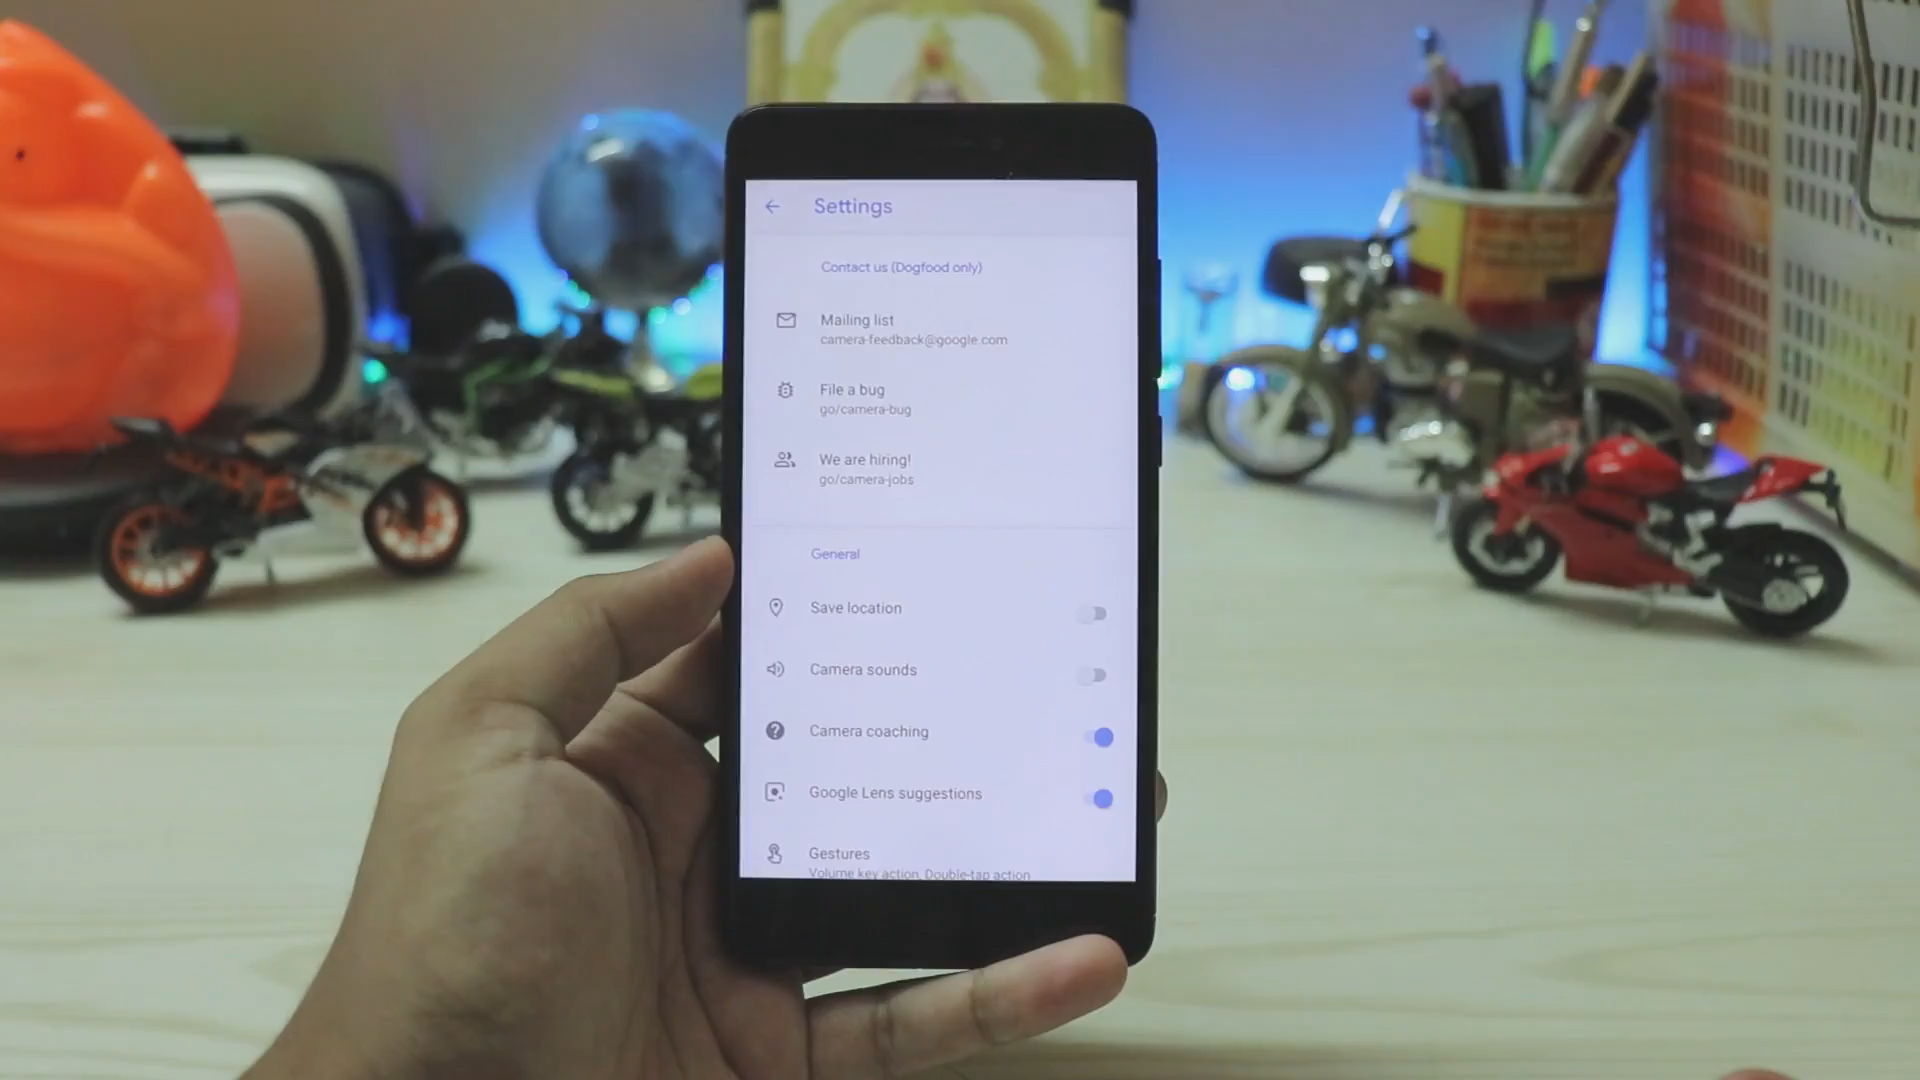 Settings
Contact us (Dogfood only)
Mailing list
camera-feedback@google.com
File a bug
go/camera-bug
We are hiring!
go/camera-jobs
General
Save location
Camera sounds
Camera coaching
Google Lens suggestions
Gestures
Volume key action, Double-tap action